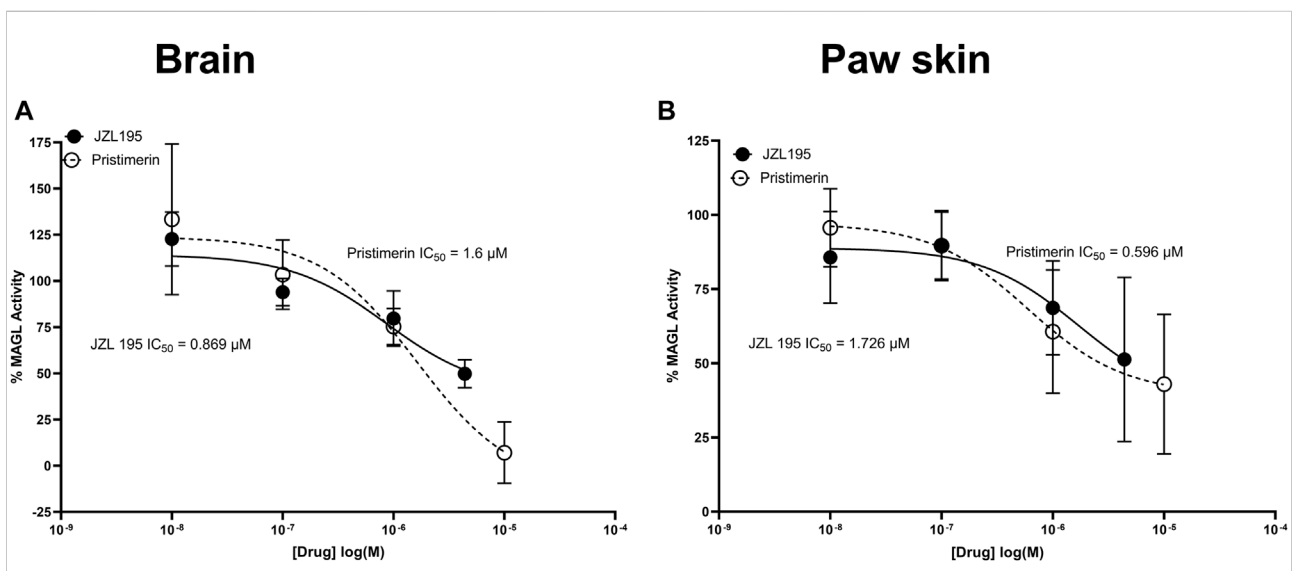 Brain
Paw skin
A
JZL195
Pristimerin
175
150
125
100
75
50
25
0
-25
% MAGL Activity
Pristimerin IC₅₀ = 1.6 µM
JZL 195 IC₅₀ = 0.869 µM
10⁻⁹ 10⁻⁸ 10⁻⁷ 10⁻⁶ 10⁻⁵ 10⁻⁴
[Drug] log(M)
B
JZL195
Pristimerin
125
100
75
50
25
0
% MAGL Activity
Pristimerin IC₅₀ = 0.596 µM
JZL 195 IC₅₀ = 1.726 µM
10⁻⁹ 10⁻⁸ 10⁻⁷ 10⁻⁶ 10⁻⁵ 10⁻⁴
[Drug] log(M)